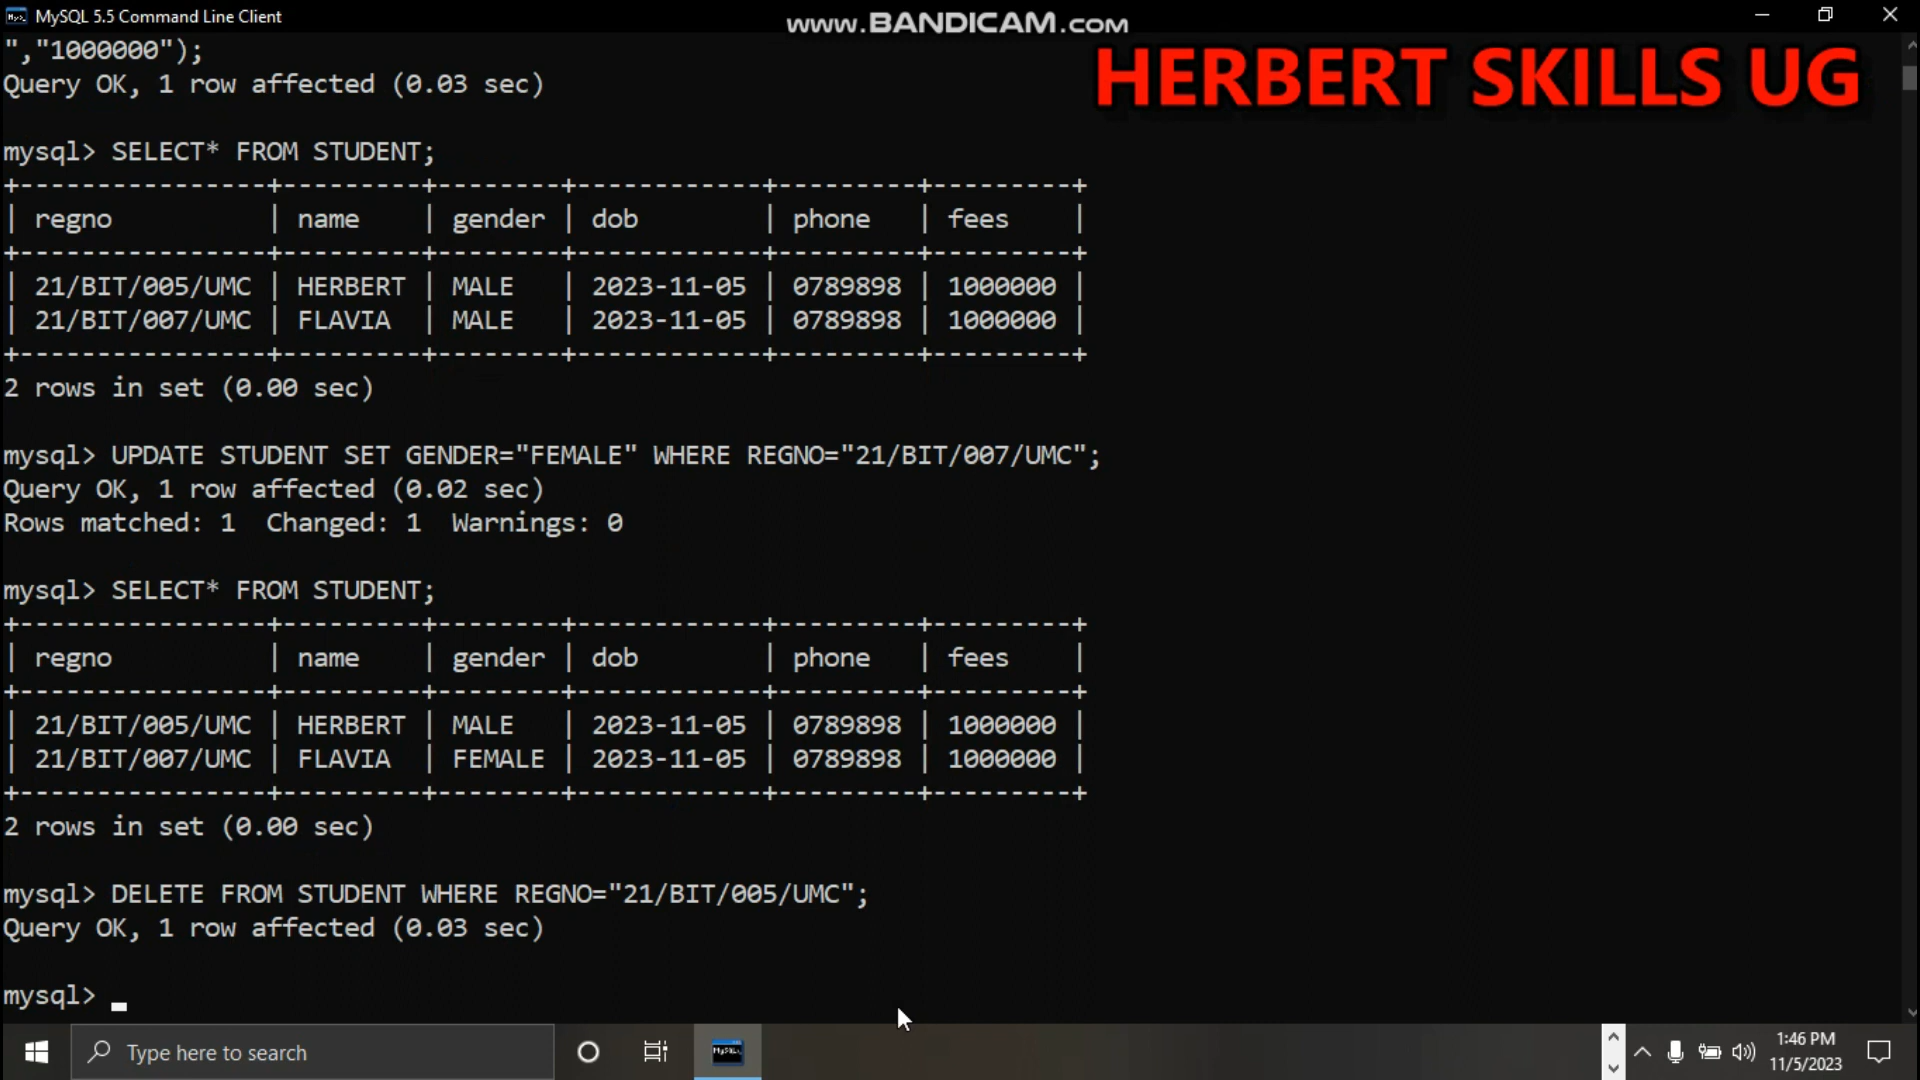 MySQL 5.5 Command Line Client
www.BANDICAM.com
HERBERT SKILLS UG
","1000000");
Query OK, 1 row affected (0.03 sec)
mysql> SELECT* FROM STUDENT;
+----------------+---------+--------+------------+---------+---------+
| regno          | name    | gender | dob        | phone   | fees    |
+----------------+---------+--------+------------+---------+---------+
| 21/BIT/005/UMC | HERBERT | MALE   | 2023-11-05 | 0789898 | 1000000 |
| 21/BIT/007/UMC | FLAVIA  | MALE   | 2023-11-05 | 0789898 | 1000000 |
+----------------+---------+--------+------------+---------+---------+
2 rows in set (0.00 sec)
mysql> UPDATE STUDENT SET GENDER="FEMALE" WHERE REGNO="21/BIT/007/UMC";
Query OK, 1 row affected (0.02 sec)
Rows matched: 1  Changed: 1  Warnings: 0
mysql> SELECT* FROM STUDENT;
+----------------+---------+--------+------------+---------+---------+
| regno          | name    | gender | dob        | phone   | fees    |
+----------------+---------+--------+------------+---------+---------+
| 21/BIT/005/UMC | HERBERT | MALE   | 2023-11-05 | 0789898 | 1000000 |
| 21/BIT/007/UMC | FLAVIA  | FEMALE | 2023-11-05 | 0789898 | 1000000 |
+----------------+---------+--------+------------+---------+---------+
2 rows in set (0.00 sec)
mysql> DELETE FROM STUDENT WHERE REGNO="21/BIT/005/UMC";
Query OK, 1 row affected (0.03 sec)
mysql> _
Type here to search
1:46 PM
11/5/2023